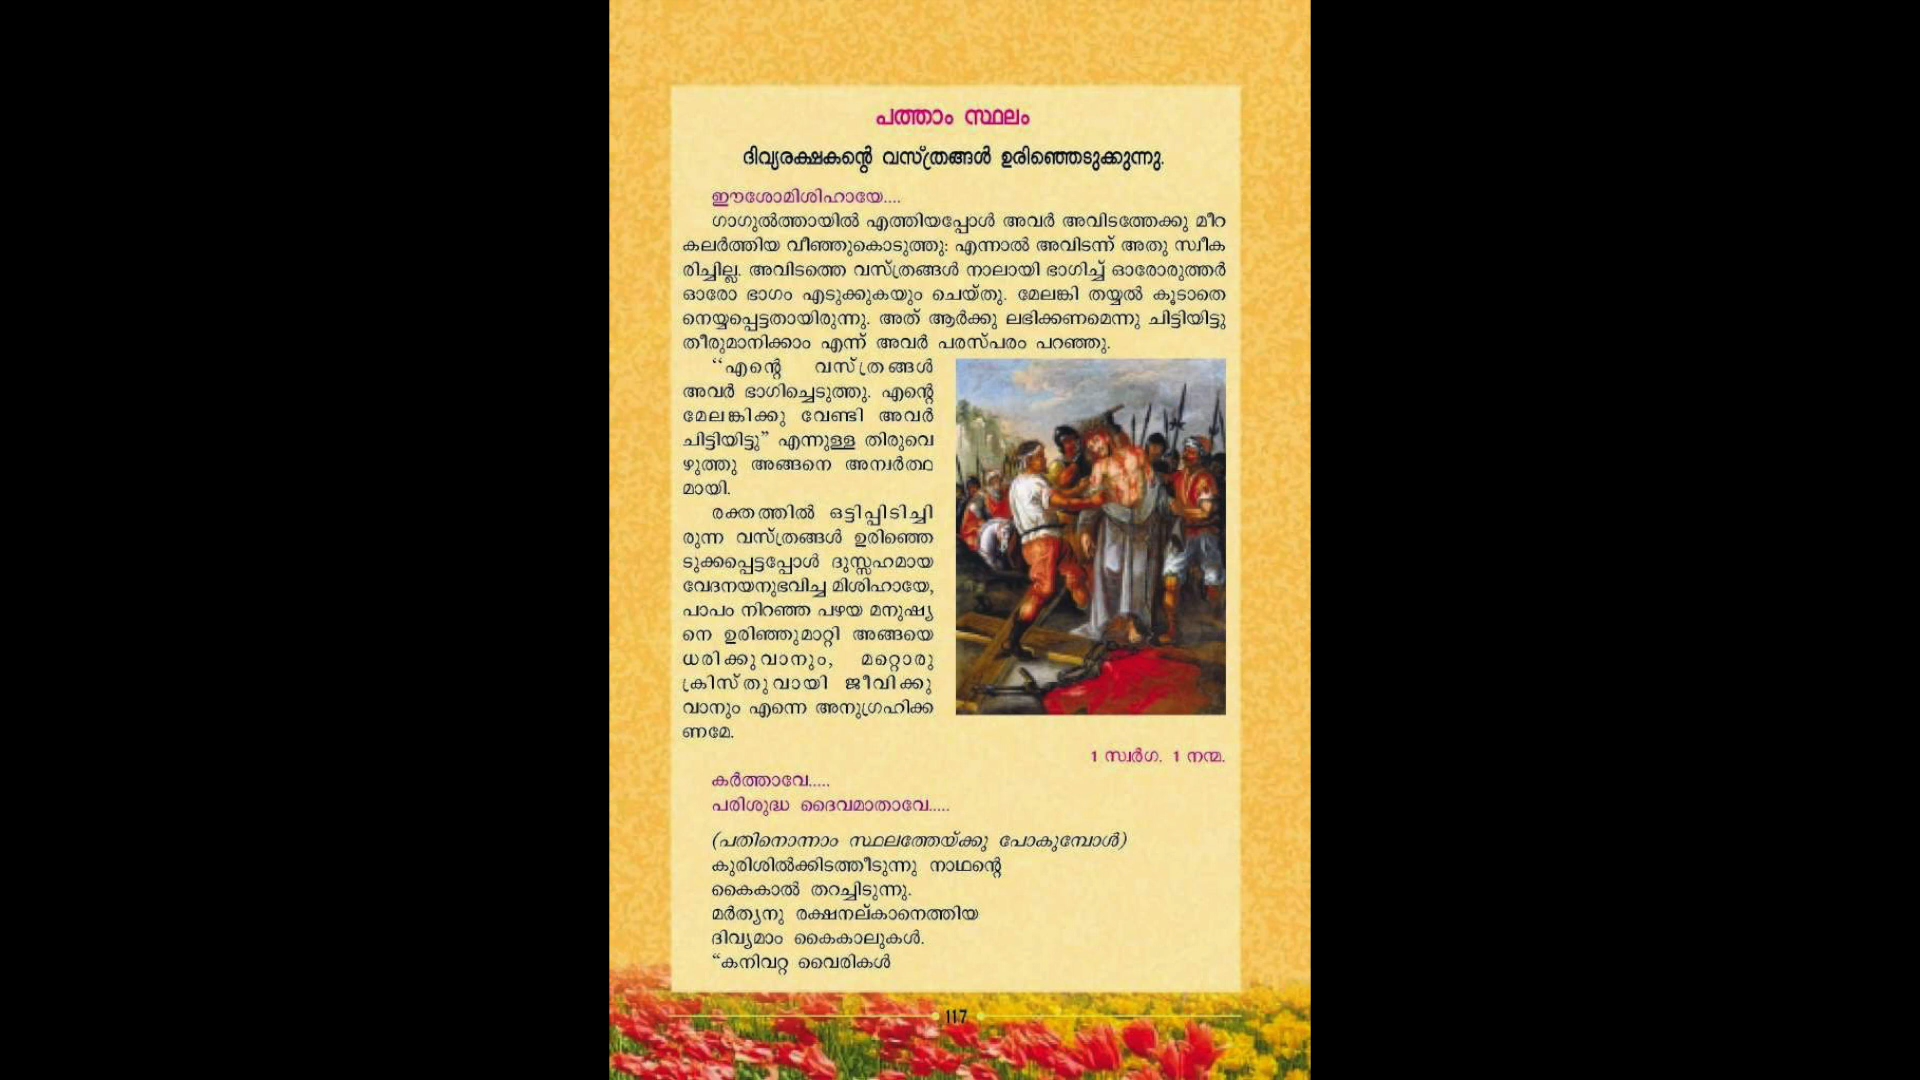 പത്താം സ്ഥലം
ദിവ്യരക്ഷകന്റെ വസ്ത്രങ്ങൾ ഉരിഞ്ഞെടുക്കുന്നു.
ഈശോമിശിഹായേ....
ഗാഗുൽത്തായിൽ എത്തിയപ്പോൾ അവർ അവിടത്തേക്കു മീറ
കലർത്തിയ വീഞ്ഞുകൊടുത്തു: എന്നാൽ അവിടന്ന് അതു സ്വീക
രിച്ചില്ല. അവിടത്തെ വസ്ത്രങ്ങൾ നാലായി ഭാഗിച്ച് ഓരോരുത്തർ
ഓരോ ഭാഗം എടുക്കുകയും ചെയ്തു. മേലങ്കി തയ്യൽ കൂടാതെ
നെയ്യപ്പെട്ടതായിരുന്നു. അത് ആർക്കു ലഭിക്കണമെന്നു ചിട്ടിയിട്ടു
തീരുമാനിക്കാം എന്ന് അവർ പരസ്പരം പറഞ്ഞു.
‘‘എന്റെ വസ്ത്രങ്ങൾ
അവർ ഭാഗിച്ചെടുത്തു. എന്റെ
മേലങ്കിക്കു വേണ്ടി അവർ
ചിട്ടിയിട്ടു” എന്നുള്ള തിരുവെ
ഴുത്തു അങ്ങനെ അന്വർത്ഥ
മായി.
രക്തത്തിൽ ഒട്ടിപ്പിടിച്ചി
രുന്ന വസ്ത്രങ്ങൾ ഉരിഞ്ഞെ
ടുക്കപ്പെട്ടപ്പോൾ ദുസ്സഹമായ
വേദനയനുഭവിച്ച മിശിഹായേ,
പാപം നിറഞ്ഞ പഴയ മനുഷ്യ
നെ ഉരിഞ്ഞുമാറ്റി അങ്ങയെ
ധരിക്കുവാനും, മറ്റൊരു
ക്രിസ്തുവായി ജീവിക്കു
വാനും എന്നെ അനുഗ്രഹിക്ക
ണമേ.
1 സ്വർഗ. 1 നന്മ.
കർത്താവേ.....
പരിശുദ്ധ ദൈവമാതാവേ.....
(പതിനൊന്നാം സ്ഥലത്തേയ്ക്കു പോകുമ്പോൾ)
കുരിശിൽക്കിടത്തീടുന്നു നാഥന്റെ
കൈകാൽ തറച്ചിടുന്നു.
മർത്യനു രക്ഷനല്കാനെത്തിയ
ദിവ്യമാം കൈകാലുകൾ.
“കനിവറ്റ വൈരികൾ
117